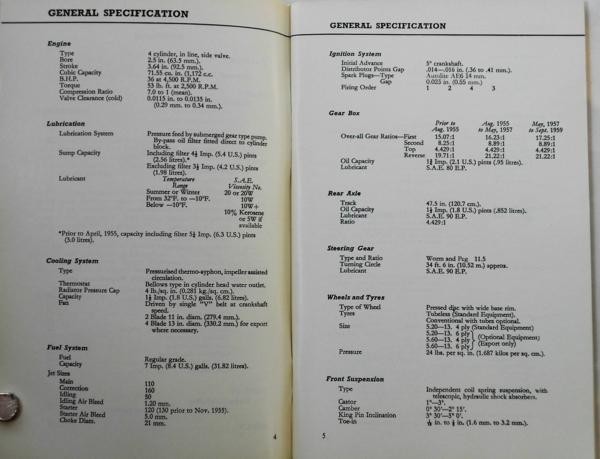 GENERAL SPECIFICATION
Engine
Type 4 cylinder, in line, side valve.
Bore 2.5 in. (63.5 mm.).
Stroke 3.64 in. (92.5 mm.).
Cubic Capacity 71.55 cu. in. (1,172 c.c.
B.H.P. 36 at 4,500 R.P.M.
Torque 53 lb. ft. at 2,500 R.P.M.
Compression Ratio 7.0 to 1 (mean).
Valve Clearance (cold) 0.0115 in. to 0.0135 in.
(0.29 mm. to 0.34 mm.).
Lubrication
Lubrication System Pressure feed by submerged gear type pump.
By-pass oil filter fitted direct to cylinder
block.
Sump Capacity Including filter 4½ Imp. (5.4 U.S.) pints
(2.56 litres).*
Excluding filter 3½ Imp. (4.2 U.S.) pints
(1.98 litres).
Lubricant Temperature S.A.E.
Range Viscosity No.
Summer or Winter 20 or 20W
From 32°F. to —10°F. 10W
Below —10°F. 10W+
10% Kerosene
or 5W if
available
*Prior to April, 1955, capacity including filter 5¼ Imp. (6.3 U.S.) pints
(3.0 litres).
Cooling System
Type Pressurised thermo-syphon, impeller assisted
circulation.
Thermostat Bellows type in cylinder head water outlet.
Radiator Pressure Cap 4 lb./sq. in. (0.281 kg./sq. cm.).
Capacity 1½ Imp. (1.8 U.S.) galls. (6.82 litres).
Fan Driven by single "V" belt at crankshaft
speed.
2 Blade 11 in. diam. (279.4 mm.).
4 Blade 13 in. diam. (330.2 mm.) for export
where necessary.
Fuel System
Fuel Regular grade.
Capacity 7 Imp. (8.4 U.S.) galls. (31.82 litres).
Jet Sizes
Main 110
Correction 160
Idling 50
Idling Air Bleed 1.20 mm.
Starter 120 (130 prior to Nov. 1955).
Starter Air Bleed 5.0 mm.
Choke Diam. 21 mm.
4
GENERAL SPECIFICATION
Ignition System
Initial Advance 5° crankshaft.
Distributor Points Gap .014—.016 in. (.36 to .41 mm.).
Spark Plugs—Type Autolite AE6 14 mm.
Gap 0.025 in. (0.55 mm.)
Firing Order 1 2 4 3
Gear Box
Prior to Aug. 1955 May, 1957
Aug. 1955 to May, 1957 to Sept. 1959
Over-all Gear Ratios—First 15.07:1 16.23:1 17.25:1
Second 8.25:1 8.89:1 8.89:1
Top 4.429:1 4.429:1 4.429:1
Reverse 19.71:1 21.22:1 21.22:1
Oil Capacity 1¾ Imp. (2.1 U.S.) pints (.95 litres).
Lubricant S.A.E. 80 E.P.
Rear Axle
Track 47.5 in. (120.7 cm.).
Oil Capacity 1½ Imp. (1.8 U.S.) pints (.852 litres).
Lubricant S.A.E. 90 E.P.
Ratio 4.429:1
Steering Gear
Type and Ratio Worm and Peg 11.5
Turning Circle 34 ft. 6 in. (10.52 m.) approx.
Lubricant S.A.E. 90 E.P.
Wheels and Tyres
Type of Wheel Pressed disc with wide base rim.
Tyres Tubeless (Standard Equipment).
Conventional with tubes optional.
Size 5.20—13. 4 ply (Standard Equipment)
5.20—13. 6 ply (Optional Equipment)
5.60—13. 4 ply (Export only)
5.60—13. 6 ply
Pressure 24 lbs. per sq. in. (1.687 kilos per sq. cm.).
Front Suspension
Type Independent coil spring suspension, with
telescopic, hydraulic shock absorbers.
Castor 1°—3°.
Camber 0° 30'—2° 15'.
King Pin Inclination 3° 30'—5° 0'.
Toe-in 1/16 in. to ⅛ in. (1.6 mm. to 3.2 mm.).
5